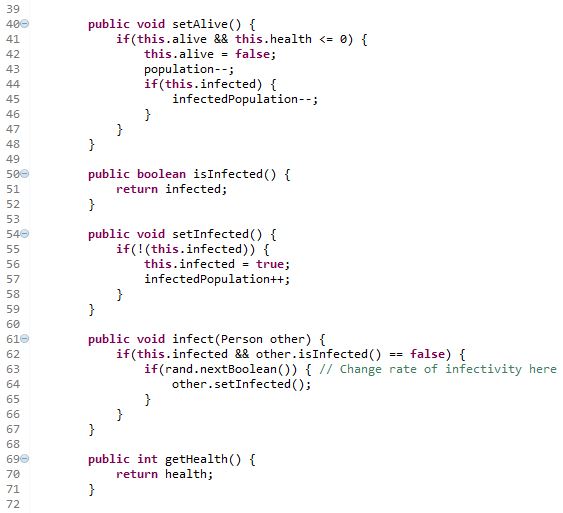 39
40 public void setAlive() {
41 if(this.alive && this.health <= 0) {
42 this.alive = false;
43 population--;
44 if(this.infected) {
45 infectedPopulation--;
46 }
47 }
48 }
49
50 public boolean isInfected() {
51 return infected;
52 }
53
54 public void setInfected() {
55 if(!(this.infected)) {
56 this.infected = true;
57 infectedPopulation++;
58 }
59 }
60
61 public void infect(Person other) {
62 if(this.infected && other.isInfected() == false) {
63 if(rand.nextBoolean()) { // Change rate of infectivity here
64 other.setInfected();
65 }
66 }
67 }
68
69 public int getHealth() {
70 return health;
71 }
72